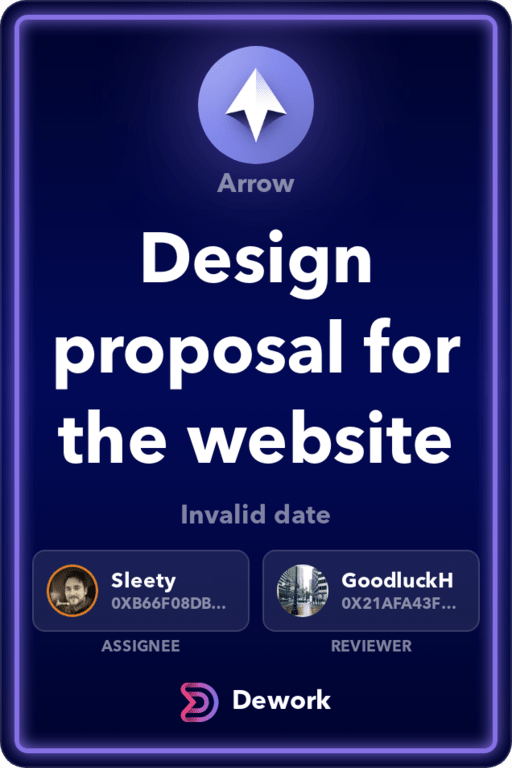 Arrow
Design
proposal for
the website
Invalid date
Sleety
0XB66F08DB...
GoodluckH
0X21AFA43F...
ASSIGNEE
REVIEWER
Dework